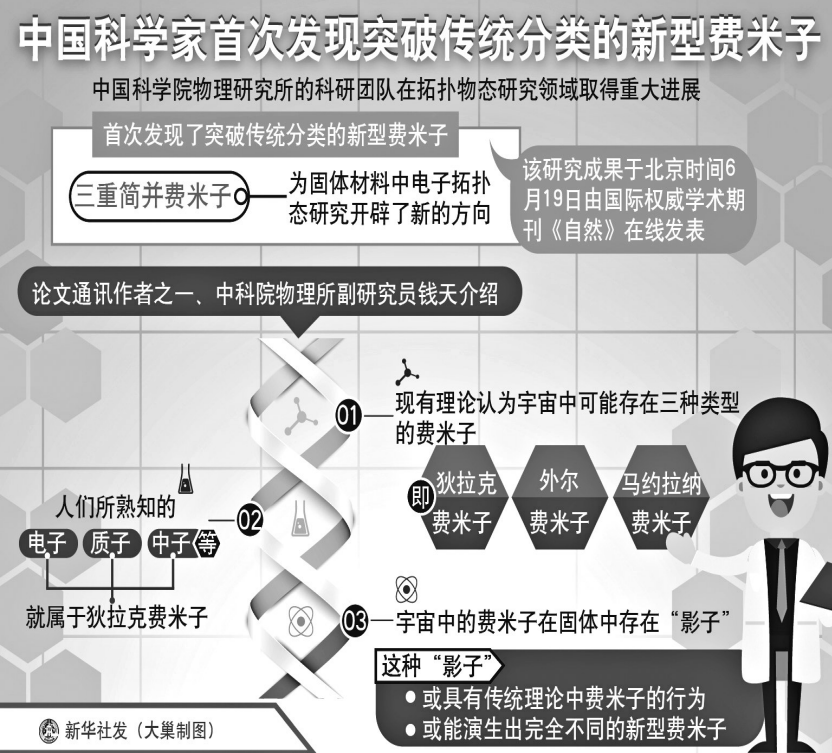 中国科学家首次发现突破传统分类的新型费米子
中国科学院物理研究所的科研团队在拓扑物态研究领域取得重大进展
首次发现了突破传统分类的新型费米子
三重简并费米子
为固体材料中电子拓扑
态研究开辟了新的方向
该研究成果于北京时间6
月19日由国际权威学术期
刊《自然》在线发表
论文通讯作者之一、中科院物理所副研究员钱天介绍
01
现有理论认为宇宙中可能存在三种类型
的费米子
即
狄拉克
费米子
外尔
费米子
马约拉纳
费米子
02
人们所熟知的
电子 质子 中子 等
就属于狄拉克费米子
03
宇宙中的费米子在固体中存在“影子”
这种“影子”
● 或具有传统理论中费米子的行为
● 或能演生出完全不同的新型费米子
新华社发（大巢制图）